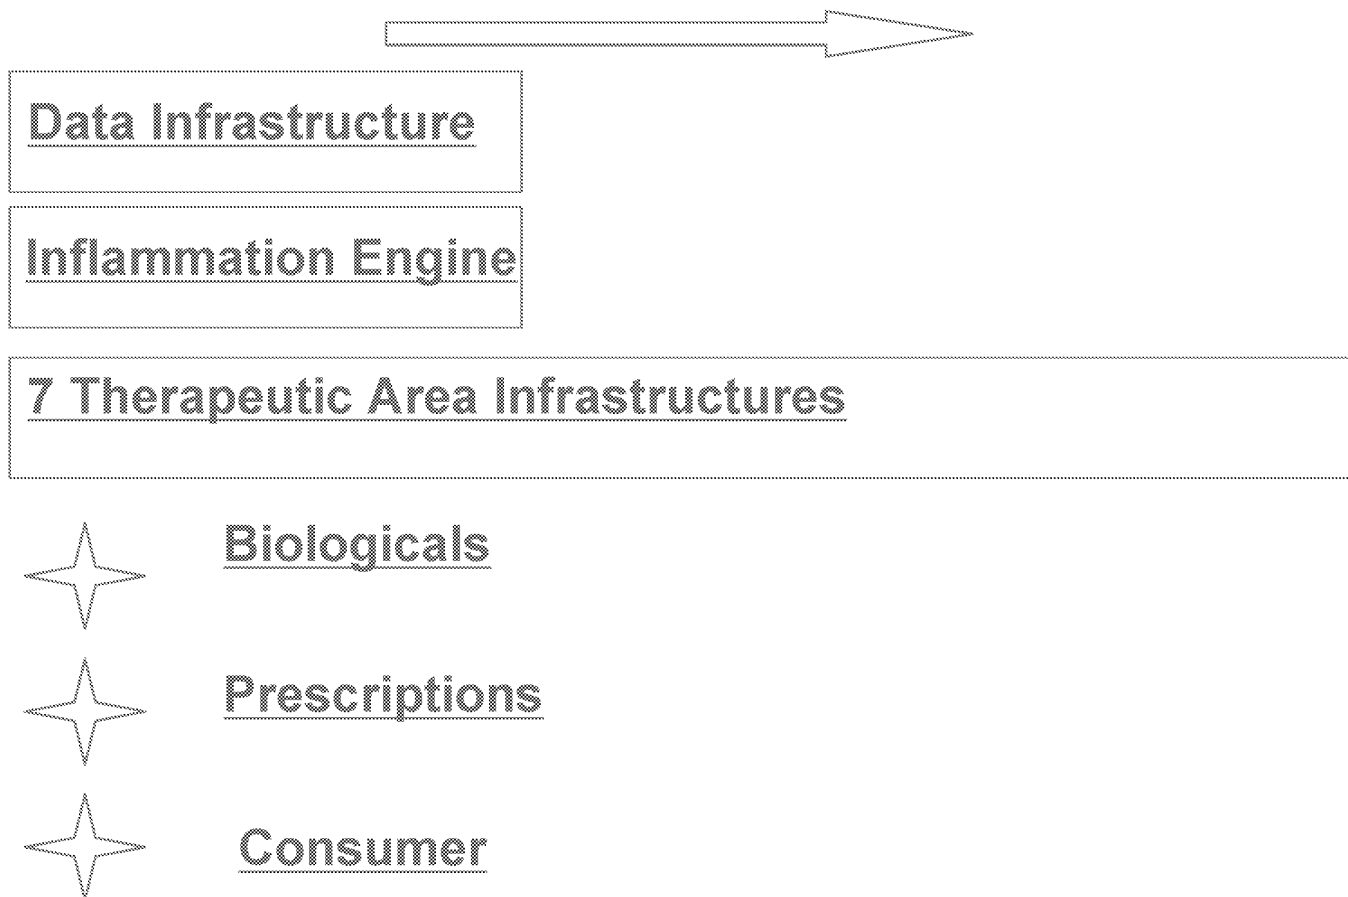 Data Infrastructure
Inflammation Engine
7 Therapeutic Area Infrastructures
Biologicals
Prescriptions
Consumer